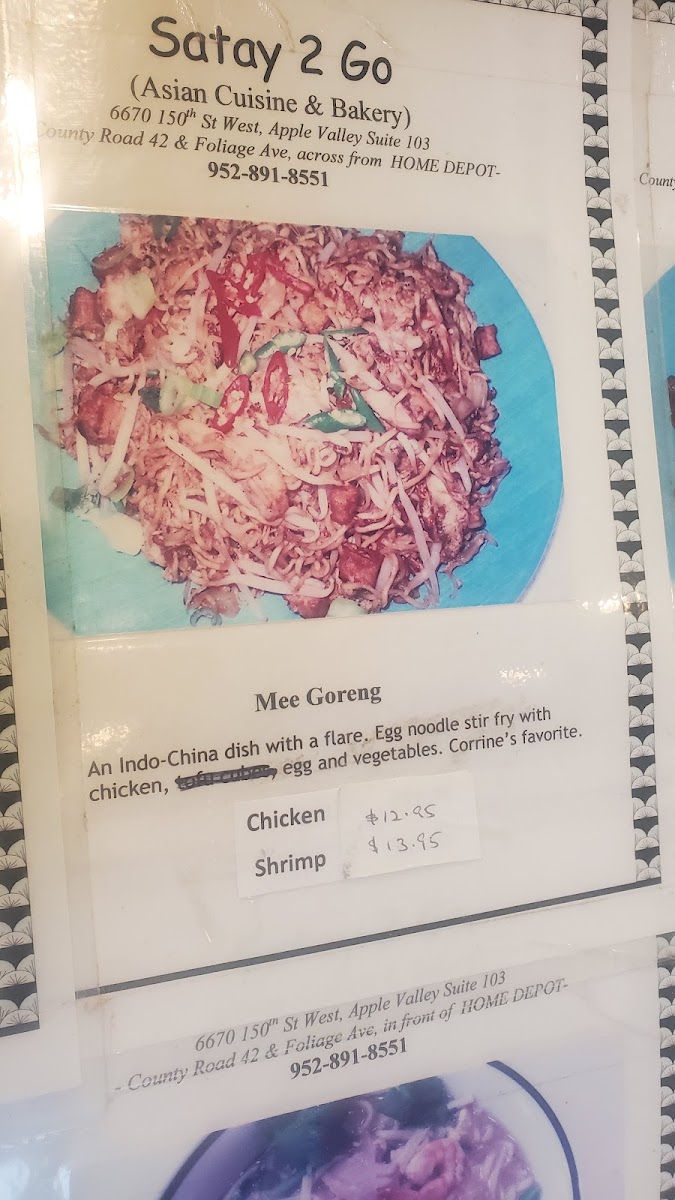 Satay 2 Go
(Asian Cuisine & Bakery)
6670 150th St West, Apple Valley Suite 103
County Road 42 & Foliage Ave, across from HOME DEPOT-
952-891-8551
County
Mee Goreng
An Indo-China dish with a flare. Egg noodle stir fry with
chicken, tofu cubes, egg and vegetables. Corrine's favorite.
Chicken $12.95
Shrimp $13.95
6670 150th St West, Apple Valley Suite 103
- County Road 42 & Foliage Ave, in front of HOME DEPOT-
952-891-8551